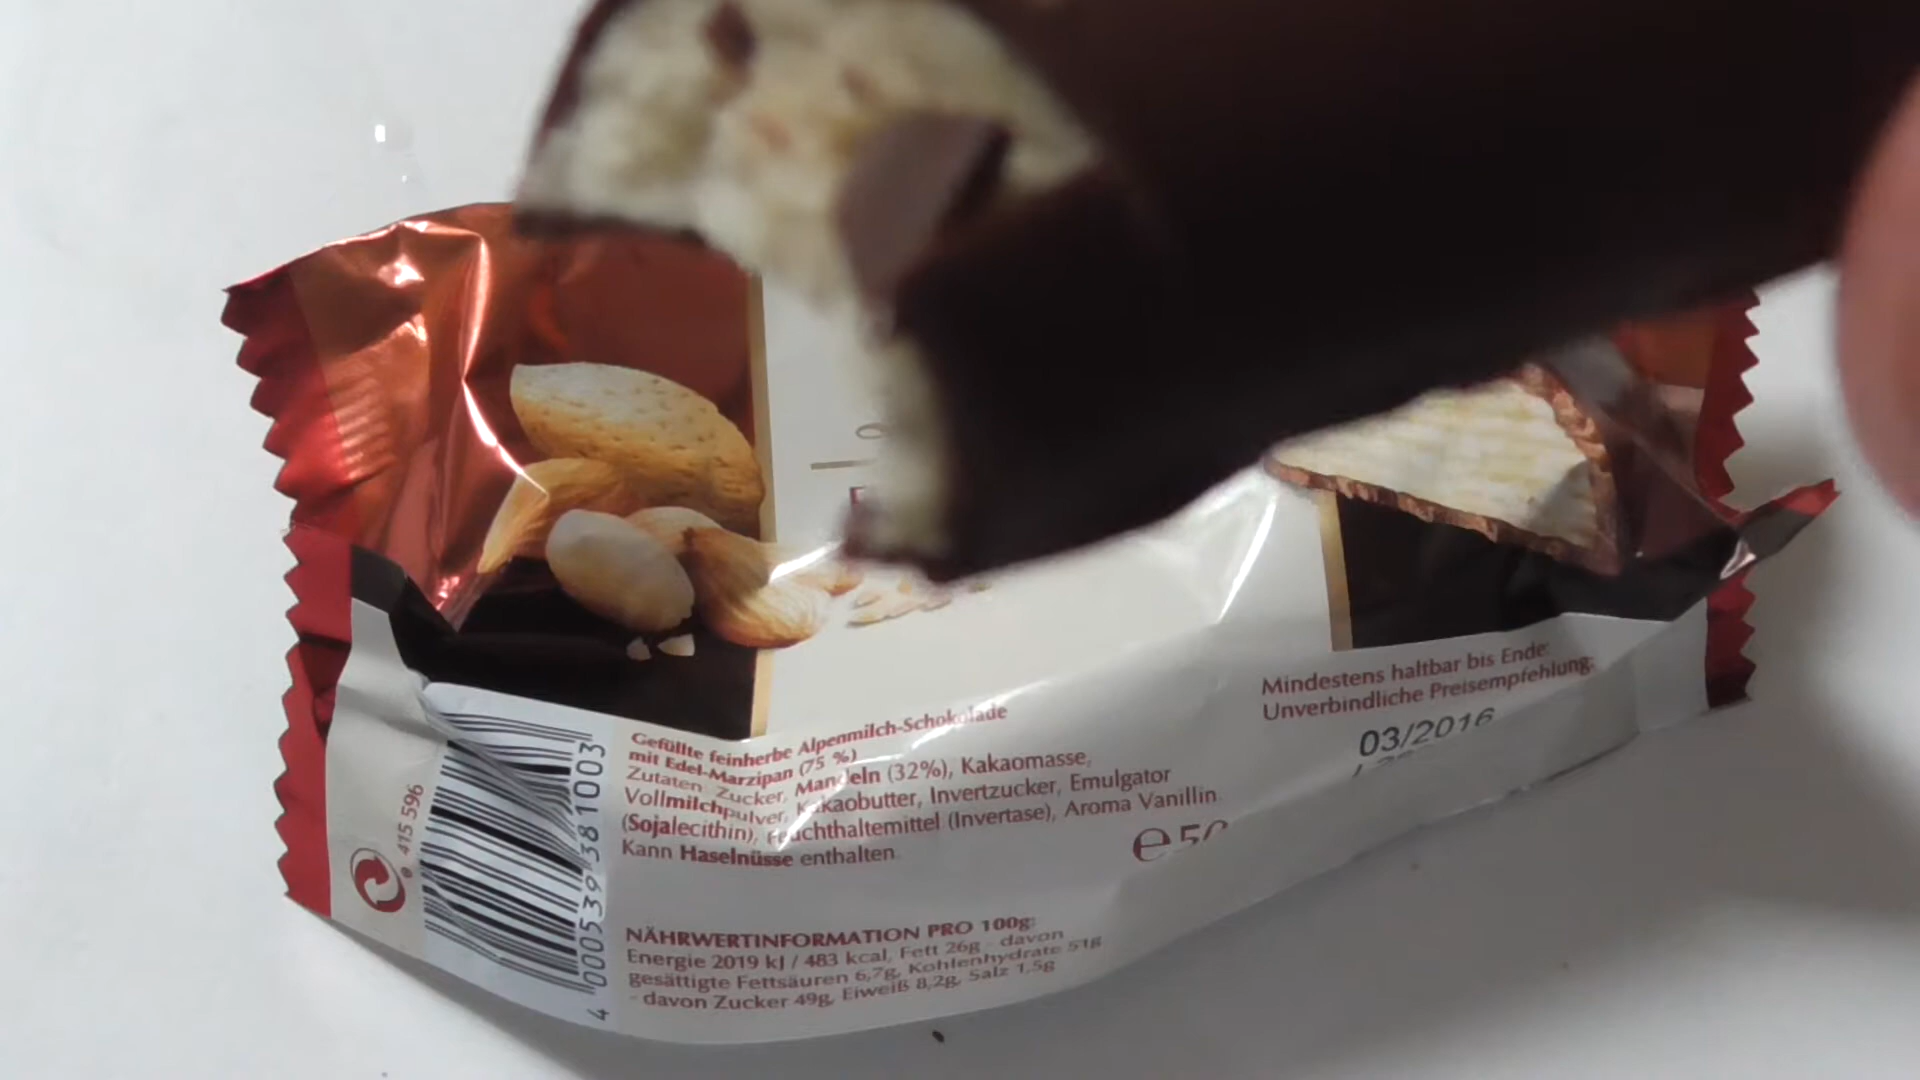 Gefüllte feinherbe Alpenmilch-Schokolade
mit Edel-Marzipan (75 %)
Zutaten: Zucker, Mandeln (32%), Kakaomasse,
Vollmilchpulver, Kakaobutter, Invertzucker, Emulgator
(Sojalecithin), Feuchthaltemittel (Invertase), Aroma Vanillin.
Kann Haselnüsse enthalten.
e 50
NÄHRWERTINFORMATION PRO 100g:
Energie 2019 kJ / 483 kcal, Fett 26g - davon
gesättigte Fettsäuren 6,7g, Kohlenhydrate 51g
- davon Zucker 49g, Eiweiß 8,2g, Salz 1,5g
Mindestens haltbar bis Ende:
Unverbindliche Preisempfehlung:
03/2016
415 596
4 000539 381003